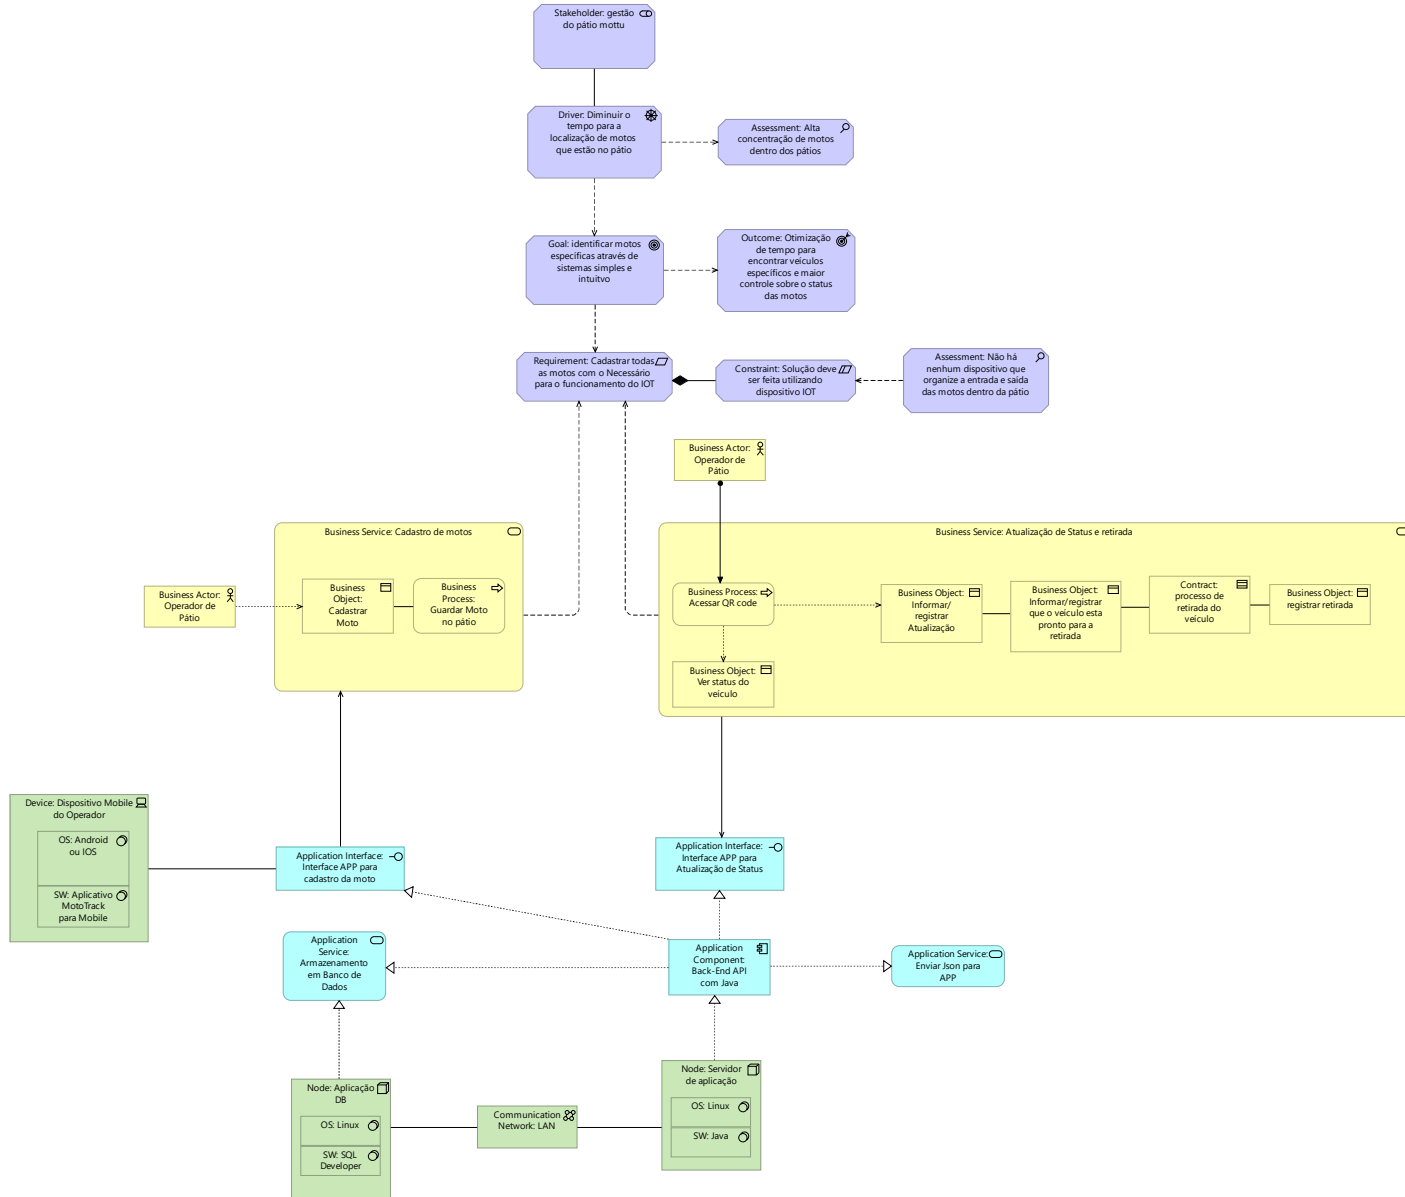 Stakeholder: gestão
do pátio mottu
Driver: Diminuir o
tempo para a
localização de motos
que estão no pátio
Assessment: Alta
concentração de motos
dentro dos pátios
Goal: identificar motos
específicas através de
sistemas simples e
intuitvo
Outcome: Otimização
de tempo para
encontrar veículos
específicos e maior
controle sobre o status
das motos
Requirement: Cadastrar todas
as motos com o Necessário
para o funcionamento do IOT
Constraint: Solução deve
ser feita utilizando
dispositivo IOT
Assessment: Não há
nenhum dispositivo que
organize a entrada e saída
das motos dentro da pátio
Business Actor:
Operador de
Pátio
Business Service: Cadastro de motos
Business Actor:
Operador de
Pátio
Business
Object:
Cadastrar
Moto
Business
Process:
Guardar Moto
no pátio
Business Service: Atualização de Status e retirada
Business Process:
Acessar QR code
Business Object:
Informar/
registrar
Atualização
Business Object:
Informar/registrar
que o veículo esta
pronto para a
retirada
Contract:
processo de
retirada do
veículo
Business Object:
registrar retirada
Business Object:
Ver status do
veículo
Device: Dispositivo Mobile
do Operador
OS: Android
ou IOS
SW: Aplicativo
MotoTrack
para Mobile
Application Interface:
Interface APP para
cadastro da moto
Application Interface:
Interface APP para
Atualização de Status
Application
Service:
Armazenamento
em Banco de
Dados
Application
Component:
Back-End API
com Java
Application Service:
Enviar Json para
APP
Node: Aplicação
DB
OS: Linux
SW: SQL
Developer
Communication
Network: LAN
Node: Servidor
de aplicação
OS: Linux
SW: Java